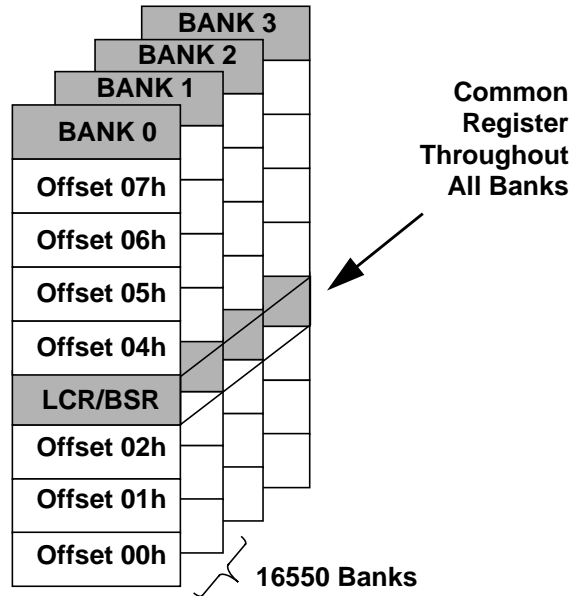 BANK 3
BANK 2
BANK 1
BANK 0
Common
Register
Throughout
All Banks
Offset 07h
Offset 06h
Offset 05h
Offset 04h
LCR/BSR
Offset 02h
Offset 01h
Offset 00h
16550 Banks